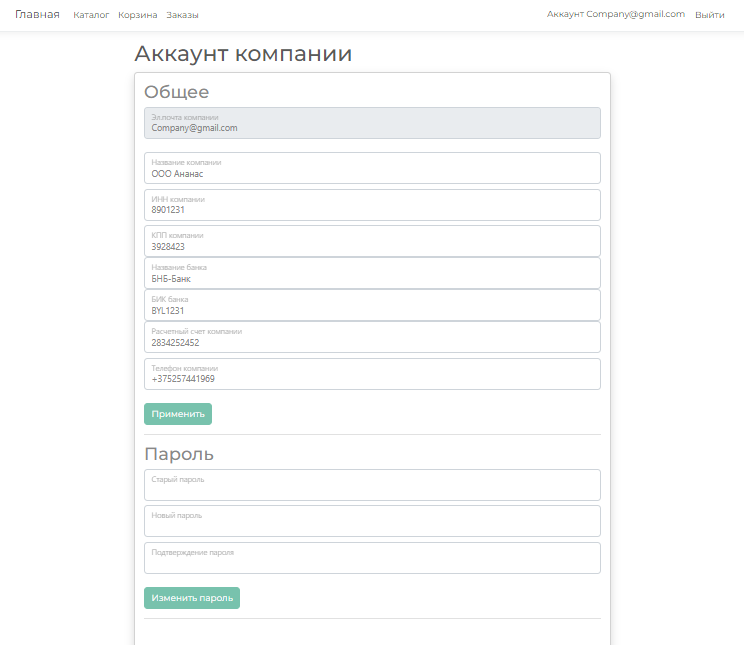 Главная Каталог Корзина Заказы Аккаунт Company@gmail.com Выйти
Аккаунт компании
Общее
Эл.почта компании
Company@gmail.com
Название компании
ООО Ананас
ИНН компании
8901231
КПП компании
3928423
Название банка
БНБ-Банк
БИК банка
BYL1231
Расчетный счет компании
2834252452
Телефон компании
+375257441969
Применить
Пароль
Старый пароль
Новый пароль
Подтверждение пароля
Изменить пароль